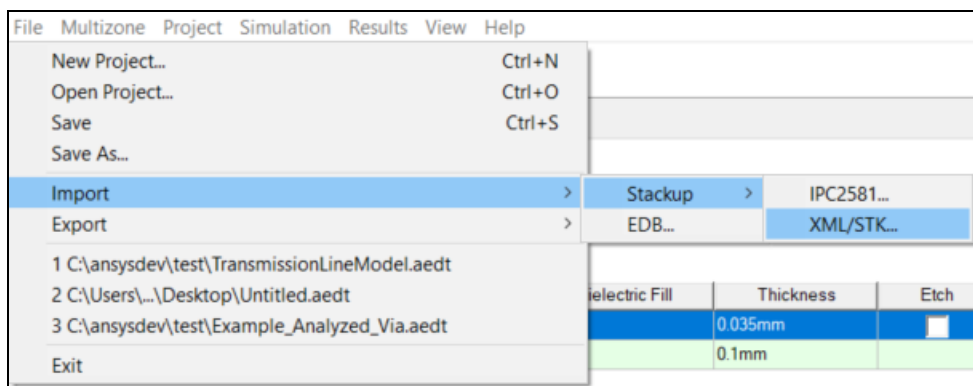 File Multizone Project Simulation Results View Help
New Project... Ctrl+N
Open Project... Ctrl+O
Save Ctrl+S
Save As...
Import > Stackup > IPC2581...
Export > EDB... XML/STK...
1 C:\ansysdev\test\TransmissionLineModel.aedt
2 C:\Users\...\Desktop\Untitled.aedt
3 C:\ansysdev\test\Example_Analyzed_Via.aedt
Exit
ielectric Fill Thickness Etch
0.035mm
0.1mm